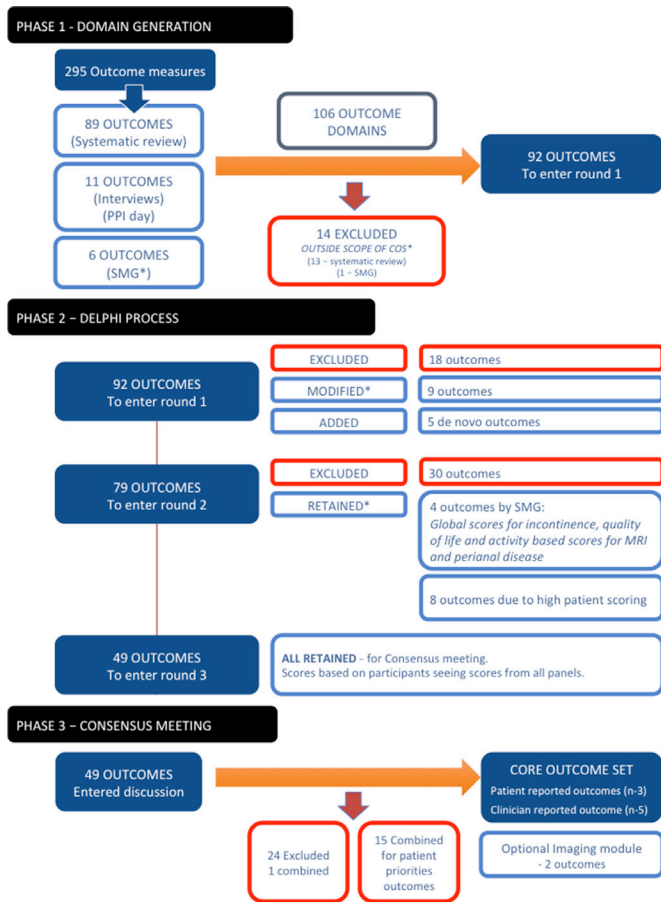 PHASE 1 - DOMAIN GENERATION
295 Outcome measures
89 OUTCOMES
(Systematic review)
11 OUTCOMES
(Interviews)
(PPI day)
6 OUTCOMES
(SMG*)
106 OUTCOME
DOMAINS
14 EXCLUDED
OUTSIDE SCOPE OF COS*
(13 – systematic review)
(1 – SMG)
92 OUTCOMES
To enter round 1
PHASE 2 – DELPHI PROCESS
92 OUTCOMES
To enter round 1
EXCLUDED
18 outcomes
MODIFIED*
9 outcomes
ADDED
5 de novo outcomes
79 OUTCOMES
To enter round 2
EXCLUDED
30 outcomes
RETAINED*
4 outcomes by SMG:
Global scores for incontinence, quality
of life and activity based scores for MRI
and perianal disease
8 outcomes due to high patient scoring
49 OUTCOMES
To enter round 3
ALL RETAINED - for Consensus meeting.
Scores based on participants seeing scores from all panels.
PHASE 3 – CONSENSUS MEETING
49 OUTCOMES
Entered discussion
24 Excluded
1 combined
15 Combined
for patient
priorities
outcomes
CORE OUTCOME SET
Patient reported outcomes (n-3)
Clinician reported outcome (n-5)
Optional Imaging module
- 2 outcomes